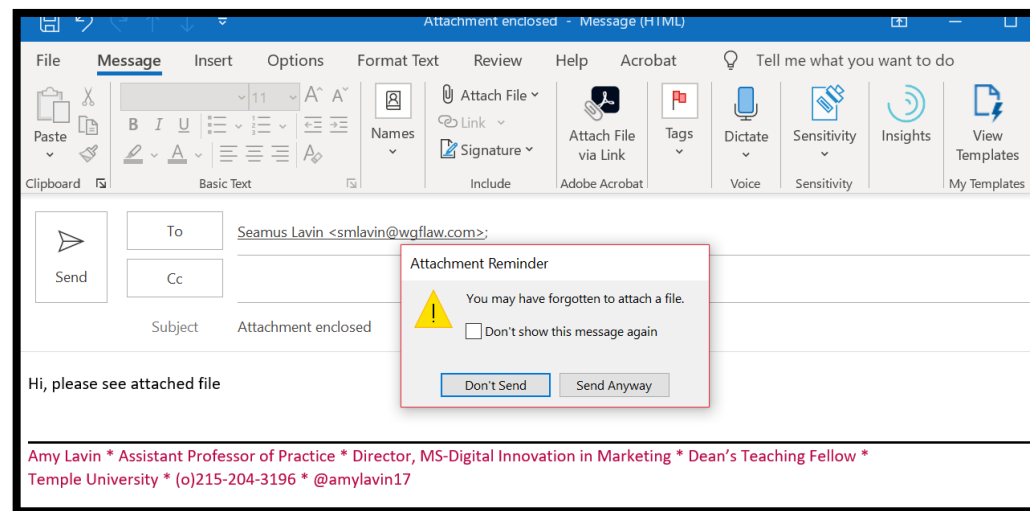 Attachment enclosed - Message (HTML)
File Message Insert Options Format Text Review Help Acrobat Tell me what you want to do
11 A A Attach File
Link
Paste B I U Names Signature Attach File via Link Tags Dictate Sensitivity Insights View Templates
A A
Clipboard Basic Text Include Adobe Acrobat Voice Sensitivity My Templates
To Seamus Lavin <smlavin@wgflaw.com>;
Send Cc
Subject Attachment enclosed
Attachment Reminder
You may have forgotten to attach a file.
!
Don't show this message again
Don't Send Send Anyway
Hi, please see attached file
Amy Lavin * Assistant Professor of Practice * Director, MS-Digital Innovation in Marketing * Dean's Teaching Fellow *
Temple University * (o)215-204-3196 * @amylavin17